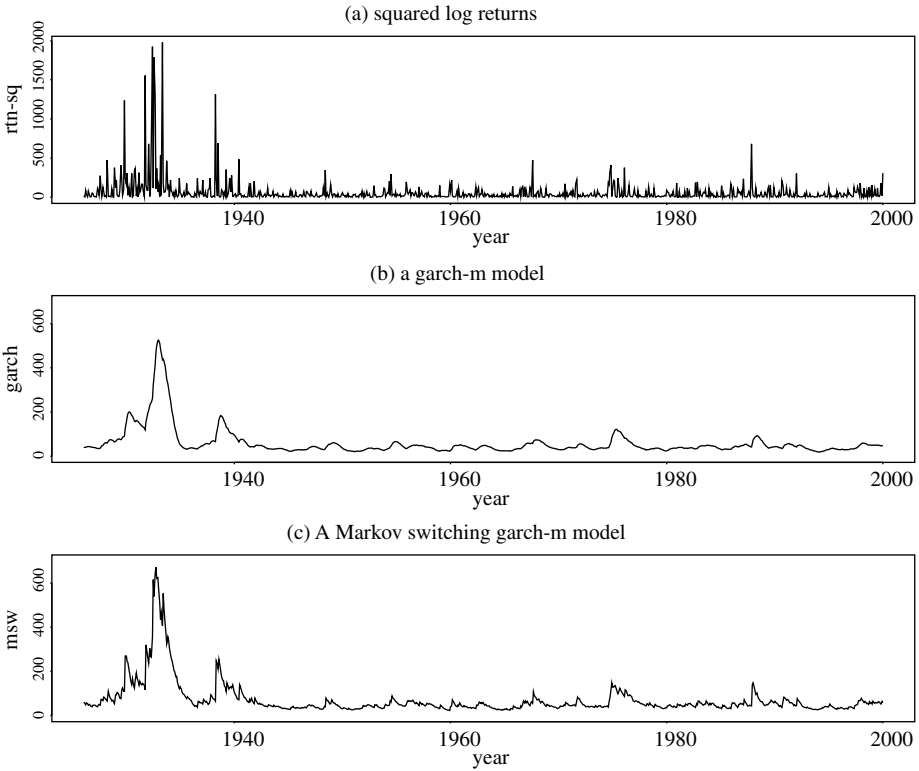 (a) squared log returns
rtn-sq
2000
1500
1000
500
0
1940
1960
1980
2000
year
(b) a garch-m model
garch
600
400
200
0
1940
1960
1980
2000
year
(c) A Markov switching garch-m model
msw
600
400
200
0
1940
1960
1980
2000
year